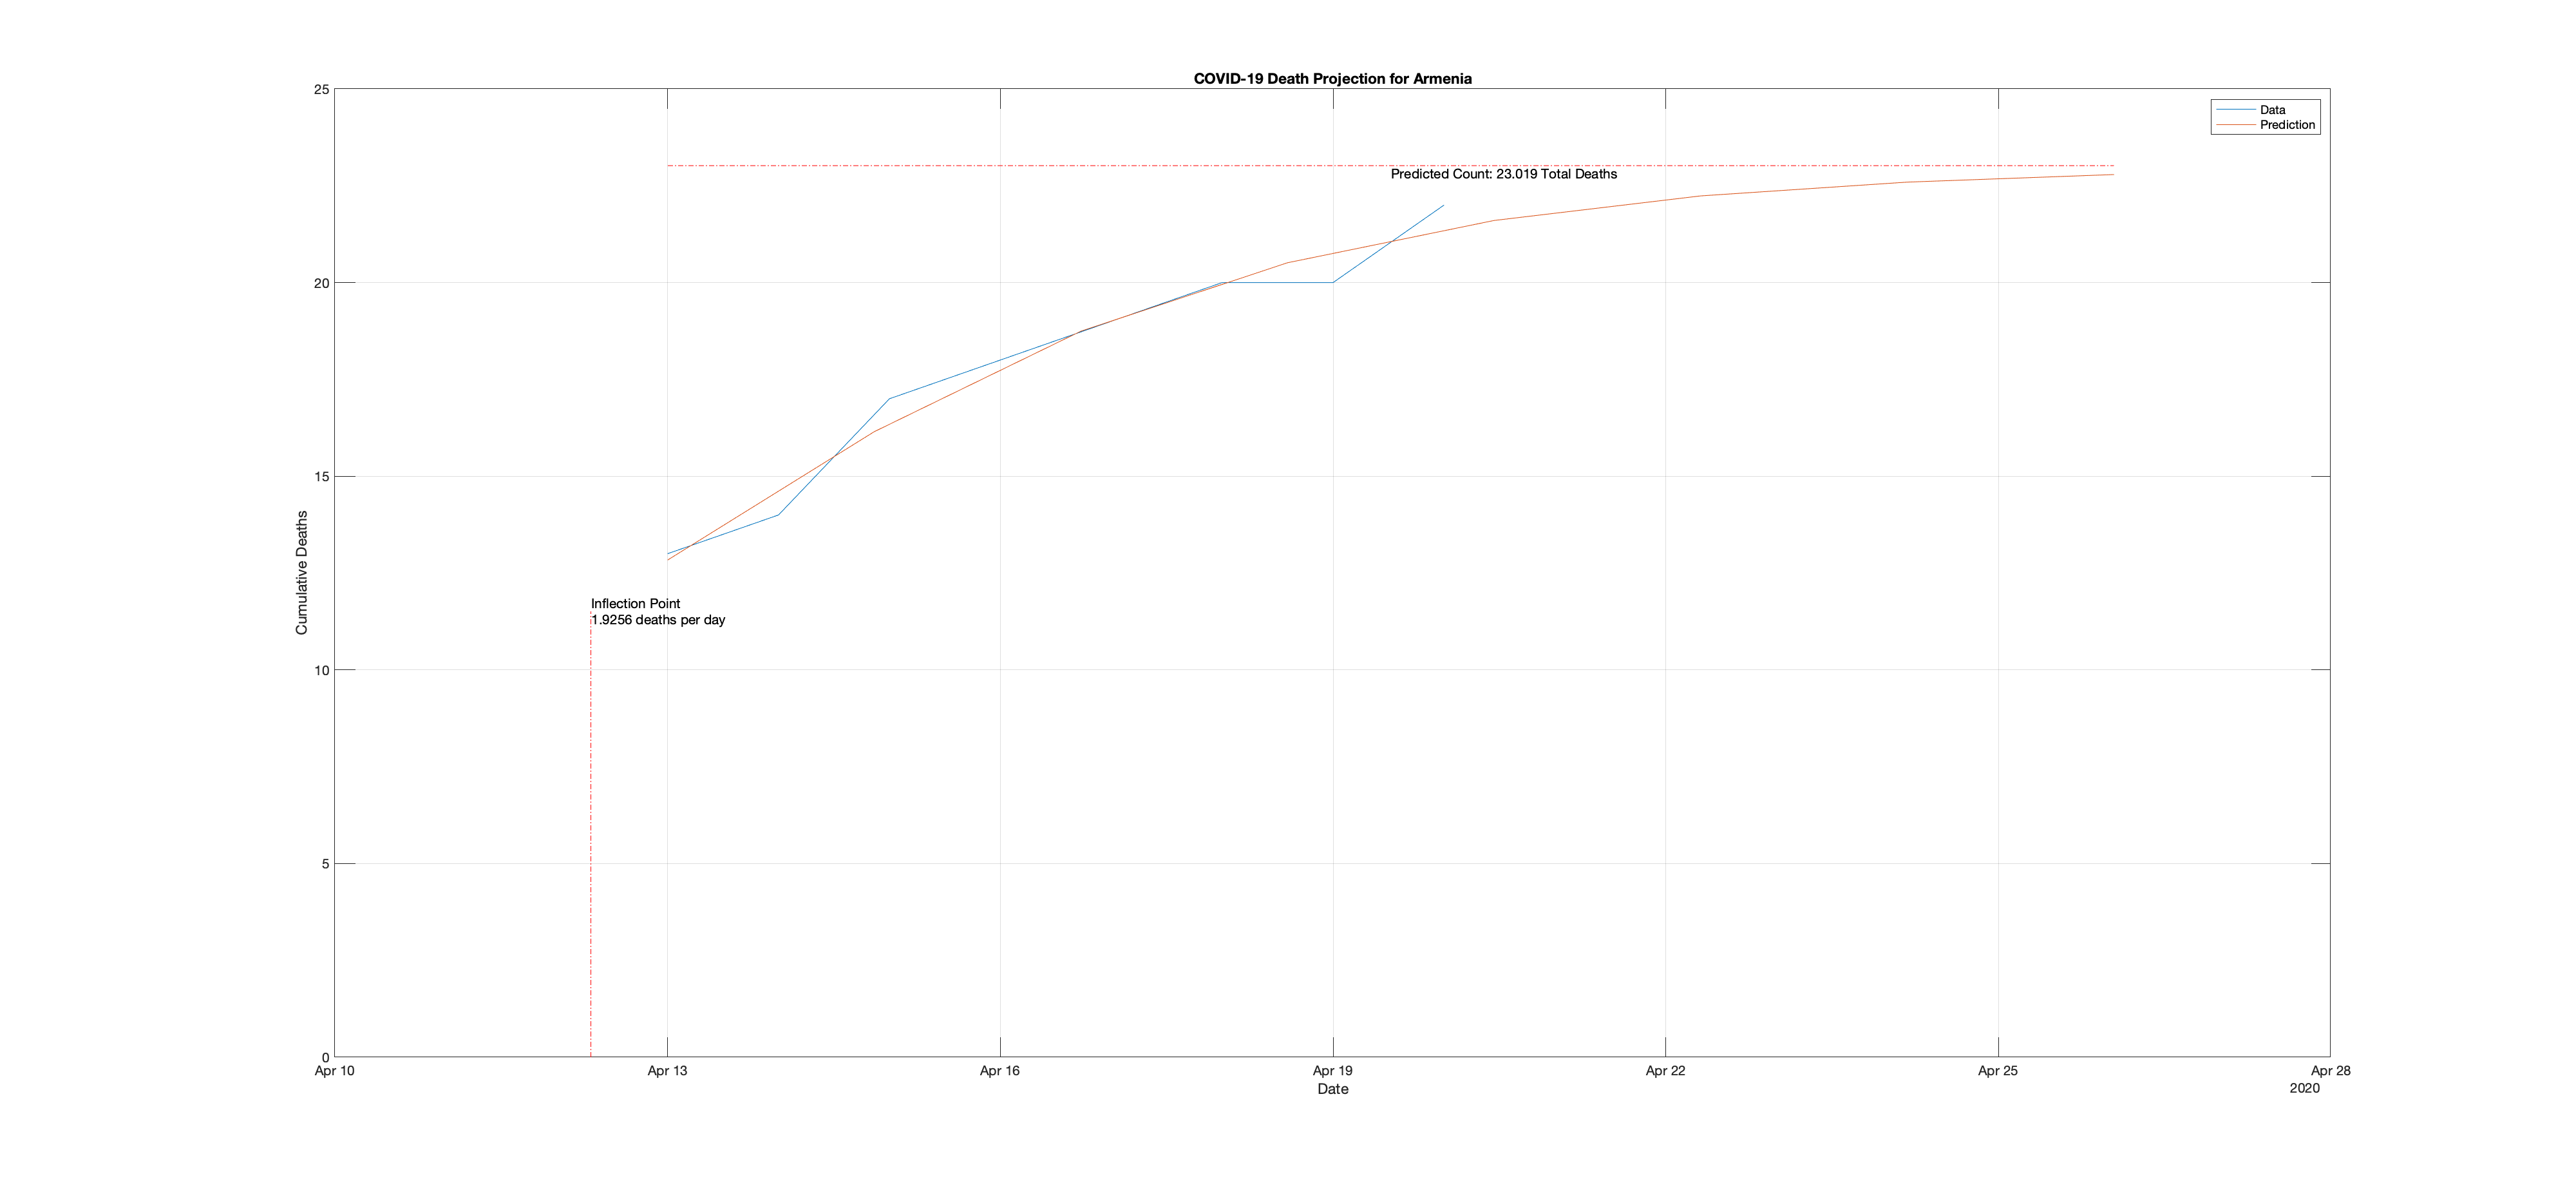 COVID-19 Death Projection for Armenia
25
20
15
10
5
0
Cumulative Deaths
Data
Prediction
Predicted Count: 23.019 Total Deaths
Inflection Point
1.9256 deaths per day
Apr 10
Apr 13
Apr 16
Apr 19
Apr 22
Apr 25
Apr 28
Date
2020